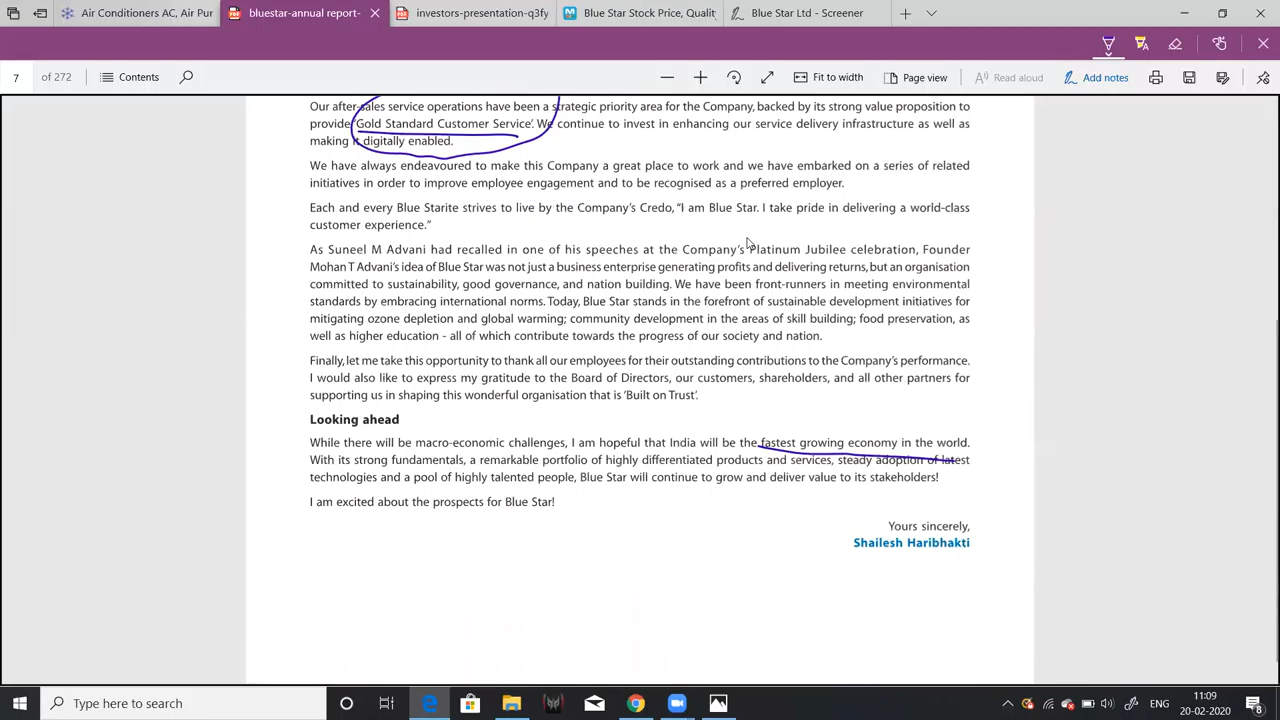 Air Conditioners AC, Air Pur
bluestar-annual report-
investors-presentation-q3fy
Blue Star Stock Price, Quality
Blue Star Ltd - Screener
7 of 272
Contents
Fit to width
Page view
Read aloud
Add notes
Our after-sales service operations have been a strategic priority area for the Company, backed by its strong value proposition to
provide 'Gold Standard Customer Service'. We continue to invest in enhancing our service delivery infrastructure as well as
making it digitally enabled.
We have always endeavoured to make this Company a great place to work and we have embarked on a series of related
initiatives in order to improve employee engagement and to be recognised as a preferred employer.
Each and every Blue Starite strives to live by the Company's Credo, "I am Blue Star. I take pride in delivering a world-class
customer experience."
As Suneel M Advani had recalled in one of his speeches at the Company's Platinum Jubilee celebration, Founder
Mohan T Advani's idea of Blue Star was not just a business enterprise generating profits and delivering returns, but an organisation
committed to sustainability, good governance, and nation building. We have been front-runners in meeting environmental
standards by embracing international norms. Today, Blue Star stands in the forefront of sustainable development initiatives for
mitigating ozone depletion and global warming; community development in the areas of skill building; food preservation, as
well as higher education - all of which contribute towards the progress of our society and nation.
Finally, let me take this opportunity to thank all our employees for their outstanding contributions to the Company's performance.
I would also like to express my gratitude to the Board of Directors, our customers, shareholders, and all other partners for
supporting us in shaping this wonderful organisation that is 'Built on Trust'.
Looking ahead
While there will be macro-economic challenges, I am hopeful that India will be the fastest growing economy in the world.
With its strong fundamentals, a remarkable portfolio of highly differentiated products and services, steady adoption of latest
technologies and a pool of highly talented people, Blue Star will continue to grow and deliver value to its stakeholders!
I am excited about the prospects for Blue Star!
Yours sincerely,
Shailesh Haribhakti
Type here to search
ENG
11:09
20-02-2020
8